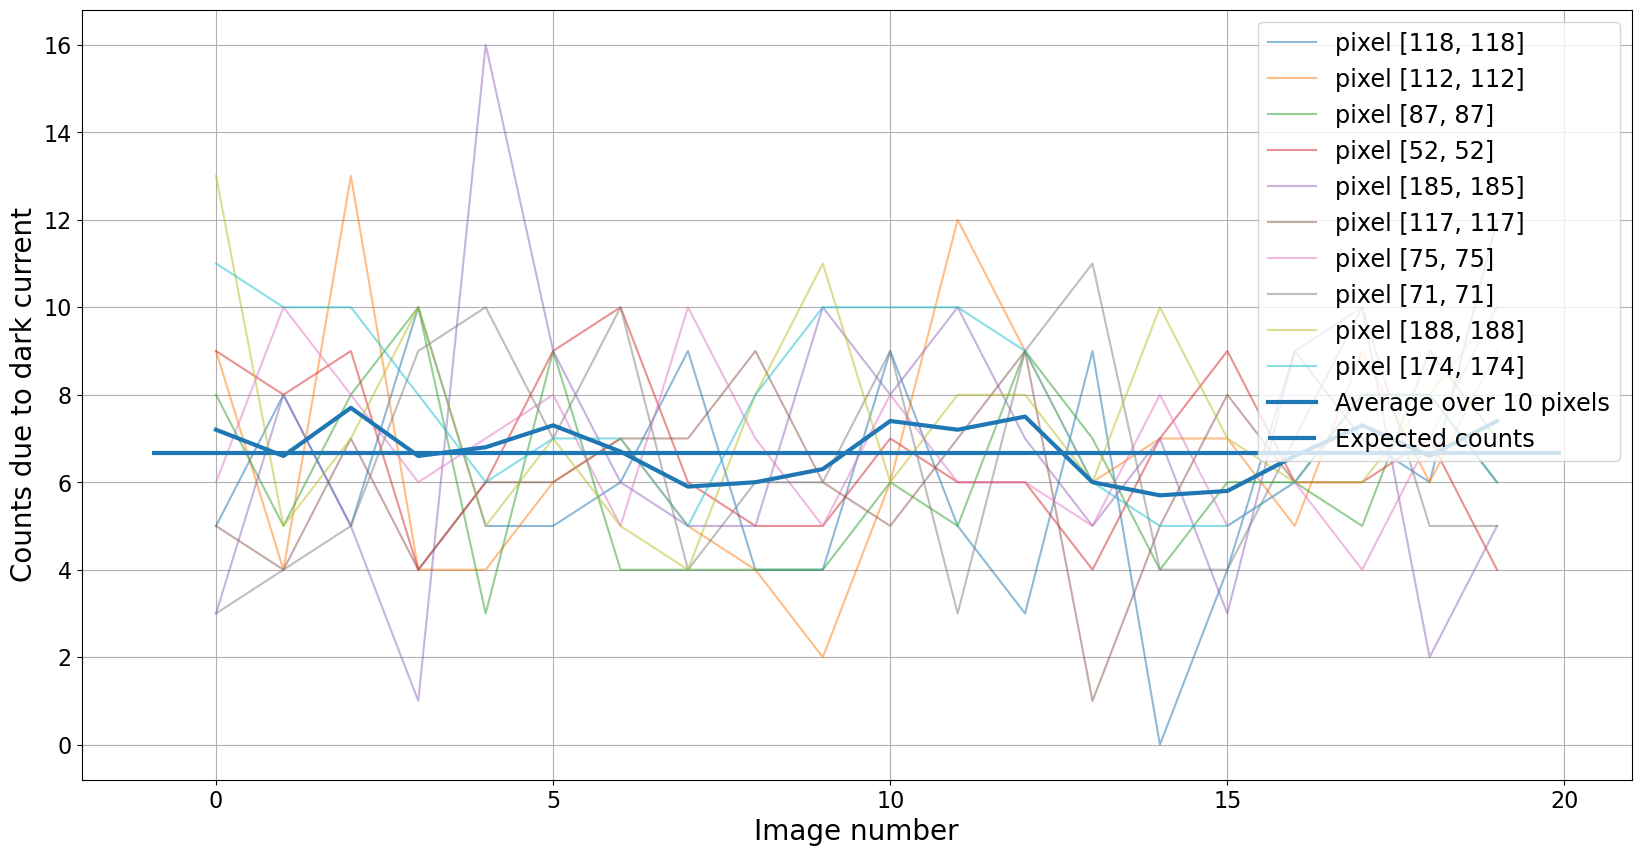 16
14
12
10
8
6
4
2
0
Counts due to dark current
pixel [118, 118]
pixel [112, 112]
pixel [87, 87]
pixel [52, 52]
pixel [185, 185]
pixel [117, 117]
pixel [75, 75]
pixel [71, 71]
pixel [188, 188]
pixel [174, 174]
Average over 10 pixels
Expected counts
0 5 10 15 20
Image number